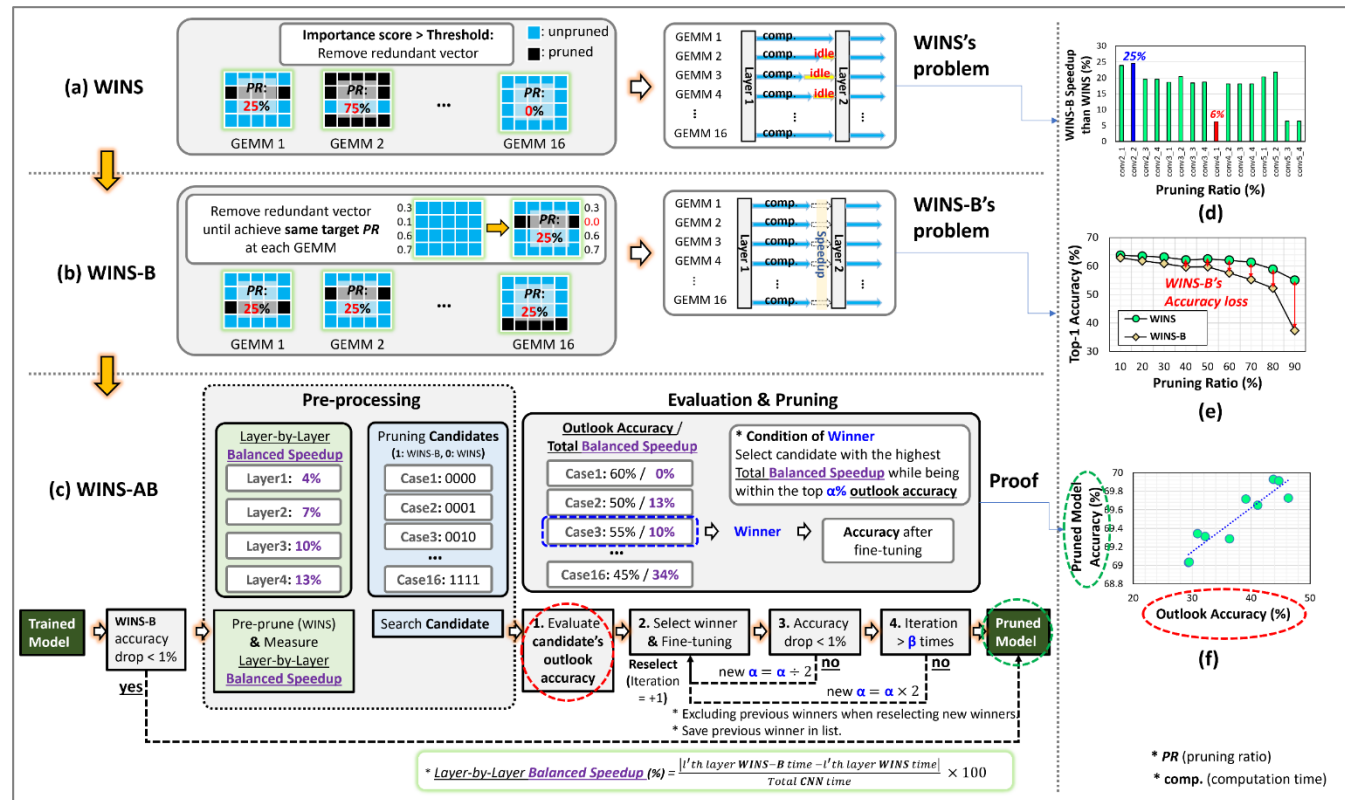 (a) WINS
Importance score > Threshold:
Remove redundant vector
: unpruned
: pruned
PR:
25%
GEMM 1
PR:
75%
GEMM 2
...
PR:
0%
GEMM 16
GEMM 1
GEMM 2
GEMM 3
GEMM 4
⋮
GEMM 16
Layer 1
comp.
comp.
idle
comp.
idle
comp.
idle
⋮
comp.
Layer 2
⋮
WINS's
problem
(b) WINS-B
Remove redundant vector
until achieve same target PR
at each GEMM
0.3
0.1
0.6
0.7
PR:
25%
0.3
0.0
0.6
0.7
PR:
25%
GEMM 1
PR:
25%
GEMM 2
...
PR:
25%
GEMM 16
GEMM 1
GEMM 2
GEMM 3
GEMM 4
⋮
GEMM 16
Layer 1
comp.
comp.
comp.
comp.
⋮
comp.
Speedup
Layer 2
⋮
WINS-B's
problem
(c) WINS-AB
Pre-processing
Layer-by-Layer
Balanced Speedup
Layer1: 4%
Layer2: 7%
Layer3: 10%
Layer4: 13%
Pruning Candidates
(1: WINS-B, 0: WINS)
Case1: 0000
Case2: 0001
Case3: 0010
...
Case16: 1111
Evaluation & Pruning
Outlook Accuracy /
Total Balanced Speedup
Case1: 60% / 0%
Case2: 50% / 13%
Case3: 55% / 10%
...
Case16: 45% / 34%
* Condition of Winner
Select candidate with the highest
Total Balanced Speedup while being
within the top α% outlook accuracy
Winner
Accuracy after
fine-tuning
Proof
Trained
Model
WINS-B
accuracy
drop < 1%
yes
Pre-prune (WINS)
& Measure
Layer-by-Layer
Balanced Speedup
Search Candidate
1. Evaluate
candidate's
outlook
accuracy
2. Select winner
& Fine-tuning
3. Accuracy
drop < 1%
4. Iteration
> β times
Pruned
Model
Reselect
(Iteration
= +1)
no
new α = α ÷ 2
no
new α = α × 2
* Excluding previous winners when reselecting new winners
* Save previous winner in list.
* Layer-by-Layer Balanced Speedup (%) = |l'th layer WINS-B time − l'th layer WINS time| / Total CNN time × 100
WINS-B Speedup
than WINS (%)
30
25
20
15
10
5
0
25%
6%
conv2_1
conv2_2
conv2_3
conv2_4
conv3_1
conv3_2
conv3_3
conv3_4
conv4_1
conv4_2
conv4_3
conv4_4
conv5_1
conv5_2
conv5_3
conv5_4
Pruning Ratio (%)
(d)
Top-1 Accuracy (%)
70
60
50
40
30
WINS-B's
Accuracy loss
WINS
WINS-B
10 20 30 40 50 60 70 80 90
Pruning Ratio (%)
(e)
Pruned Model
Accuracy (%)
70
69.8
69.6
69.4
69.2
69
68.8
20 30 40 50
Outlook Accuracy (%)
(f)
* PR (pruning ratio)
* comp. (computation time)